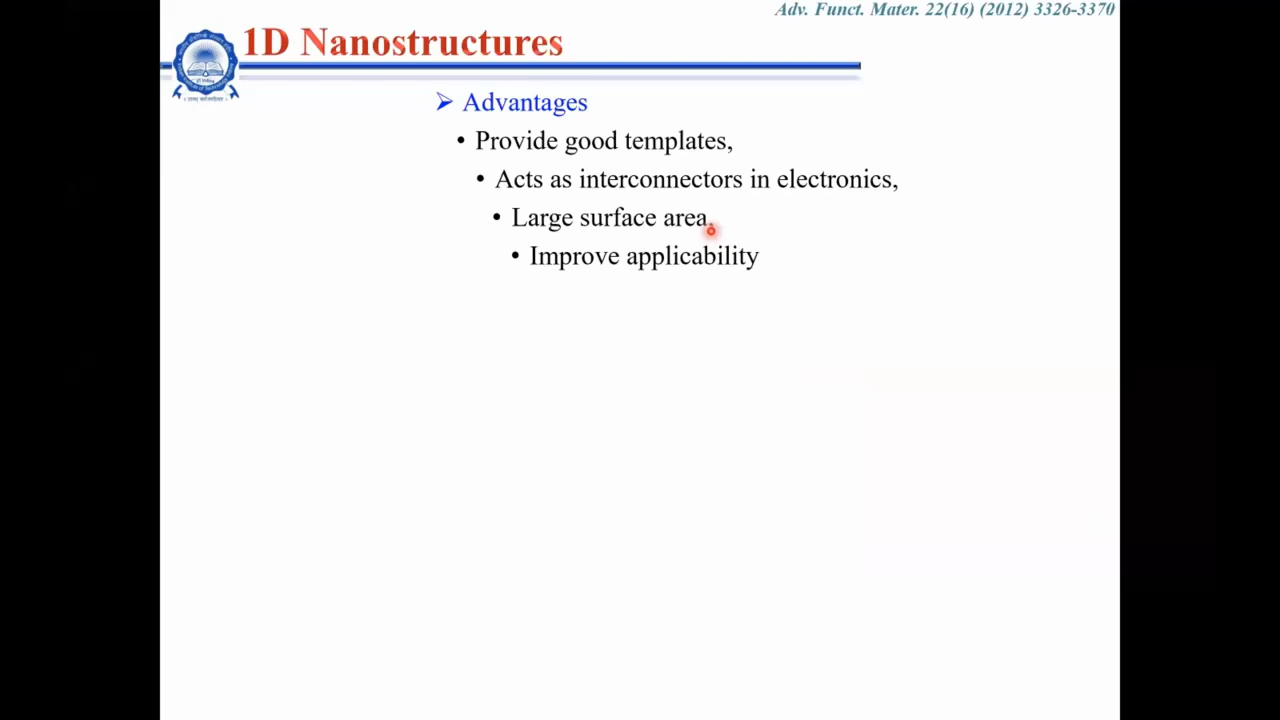 Adv. Funct. Mater. 22(16) (2012) 3326-3370
1D Nanostructures
➢ Advantages
• Provide good templates,
• Acts as interconnectors in electronics,
• Large surface area,
• Improve applicability